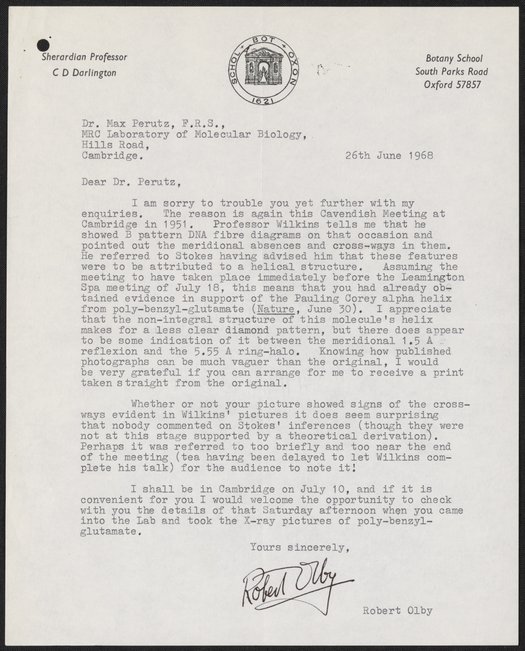 Sherardian Professor
C D Darlington
SCHOL · BOT · OXON
1621
Botany School
South Parks Road
Oxford 57857
Dr. Max Perutz, F.R.S.,
MRC Laboratory of Molecular Biology,
Hills Road,
Cambridge.
26th June 1968
Dear Dr. Perutz,
I am sorry to trouble you yet further with my
enquiries. The reason is again this Cavendish Meeting at
Cambridge in 1951. Professor Wilkins tells me that he
showed B pattern DNA fibre diagrams on that occasion and
pointed out the meridional absences and cross-ways in them.
He referred to Stokes having advised him that these features
were to be attributed to a helical structure. Assuming the
meeting to have taken place immediately before the Leamington
Spa meeting of July 18, this means that you had already ob-
tained evidence in support of the Pauling Corey alpha helix
from poly-benzyl-glutamate (Nature, June 30). I appreciate
that the non-integral structure of this molecule's helix
makes for a less clear diamond pattern, but there does appear
to be some indication of it between the meridional 1.5 A
reflexion and the 5.55 A ring-halo. Knowing how published
photographs can be much vaguer than the original, I would
be very grateful if you can arrange for me to receive a print
taken straight from the original.
Whether or not your picture showed signs of the cross-
ways evident in Wilkins' pictures it does seem surprising
that nobody commented on Stokes' inferences (though they were
not at this stage supported by a theoretical derivation).
Perhaps it was referred to too briefly and too near the end
of the meeting (tea having been delayed to let Wilkins com-
plete his talk) for the audience to note it!
I shall be in Cambridge on July 10, and if it is
convenient for you I would welcome the opportunity to check
with you the details of that Saturday afternoon when you came
into the Lab and took the X-ray pictures of poly-benzyl-
glutamate.
Yours sincerely,
Robert Olby
Robert Olby